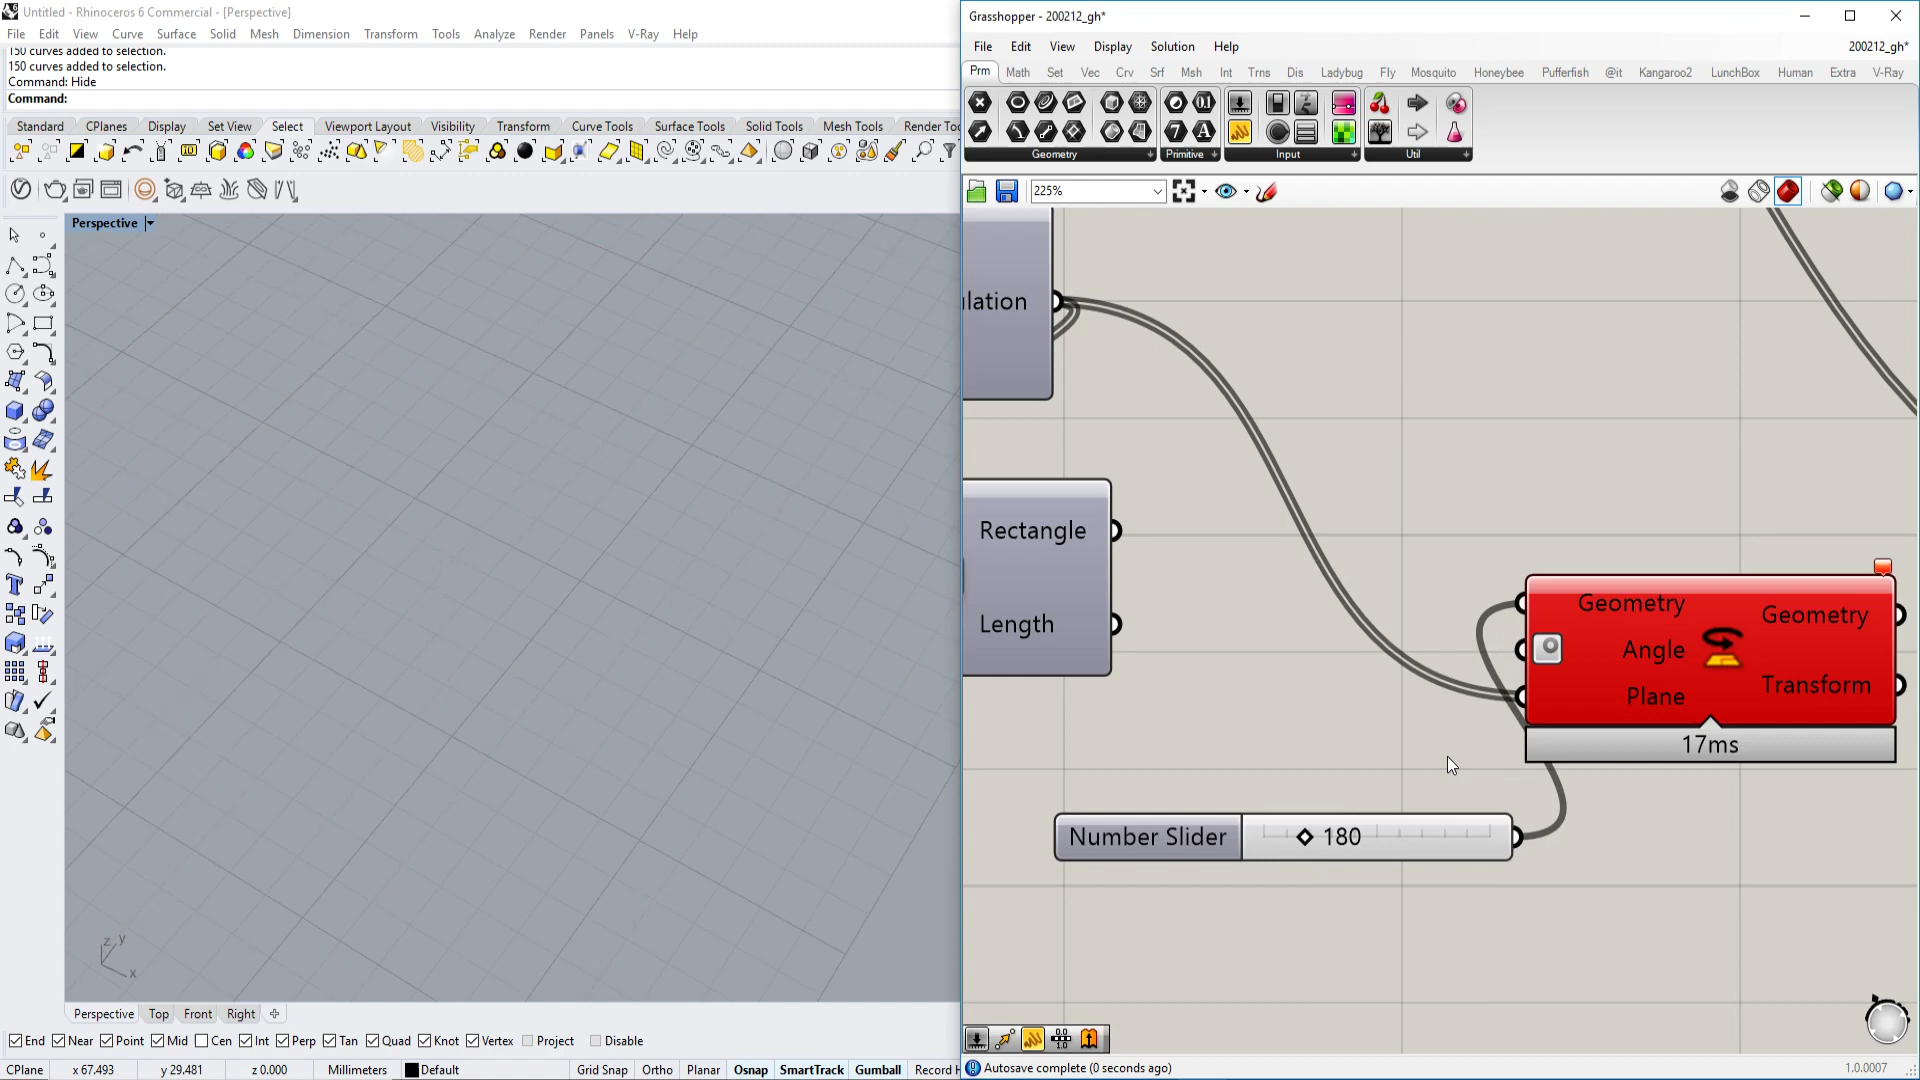 Untitled - Rhinoceros 6 Commercial - [Perspective]
File Edit View Curve Surface Solid Mesh Dimension Transform Tools Analyze Render Panels V-Ray Help
150 curves added to selection.
150 curves added to selection.
Command: Hide
Command:
Standard CPlanes Display Set View Select Viewport Layout Visibility Transform Curve Tools Surface Tools Solid Tools Mesh Tools Render Too
Perspective
z y
x
Perspective Top Front Right
End Near Point Mid Cen Int Perp Tan Quad Knot Vertex Project Disable
CPlane x 67.493 y 29.481 z 0.000 Millimeters Default Grid Snap Ortho Planar Osnap SmartTrack Gumball Record H
Grasshopper - 200212_gh*
File Edit View Display Solution Help 200212_gh*
Prm Math Set Vec Crv Srf Msh Int Trns Dis Ladybug Fly Mosquito Honeybee Pufferfish @it Kangaroo2 LunchBox Human Extra V-Ray
Geometry Primitive Input Util
225%
lation
Rectangle
Length
Geometry Geometry
Angle
Plane Transform
17ms
Number Slider 180
Autosave complete (0 seconds ago) 1.0.0007